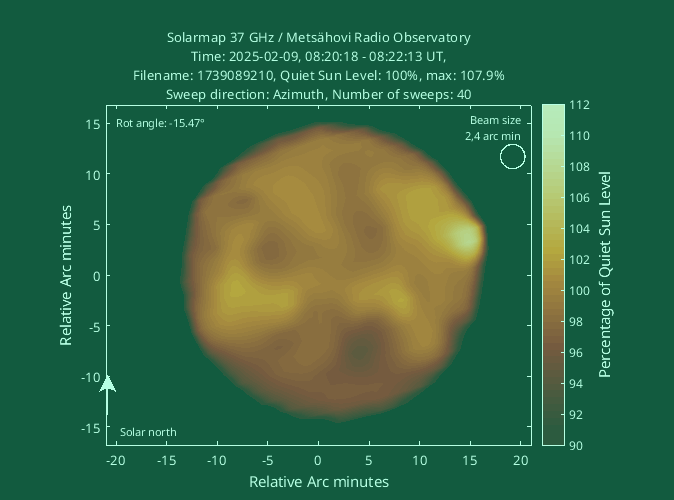 Solarmap 37 GHz / Metsähovi Radio Observatory
Time: 2025-02-09, 08:20:18 - 08:22:13 UT,
Filename: 1739089210, Quiet Sun Level: 100%, max: 107.9%
Sweep direction: Azimuth, Number of sweeps: 40
Rot angle: -15.47°
Beam size
2,4 arc min
Relative Arc minutes
15
10
5
0
-5
-10
-15
Solar north
-20 -15 -10 -5 0 5 10 15 20
Relative Arc minutes
112
110
108
106
104
102
100
98
96
94
92
90
Percentage of Quiet Sun Level